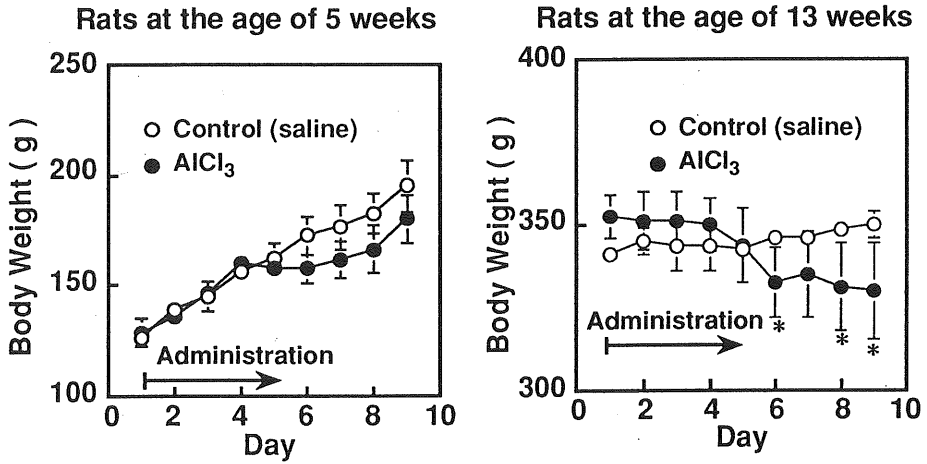 Rats at the age of 5 weeks
Body Weight ( g )
250
200
150
100
Control (saline)
AlCl3
Administration
0 2 4 6 8 10
Day
Rats at the age of 13 weeks
Body Weight ( g )
400
350
300
Control (saline)
AlCl3
Administration
*
*
*
0 2 4 6 8 10
Day